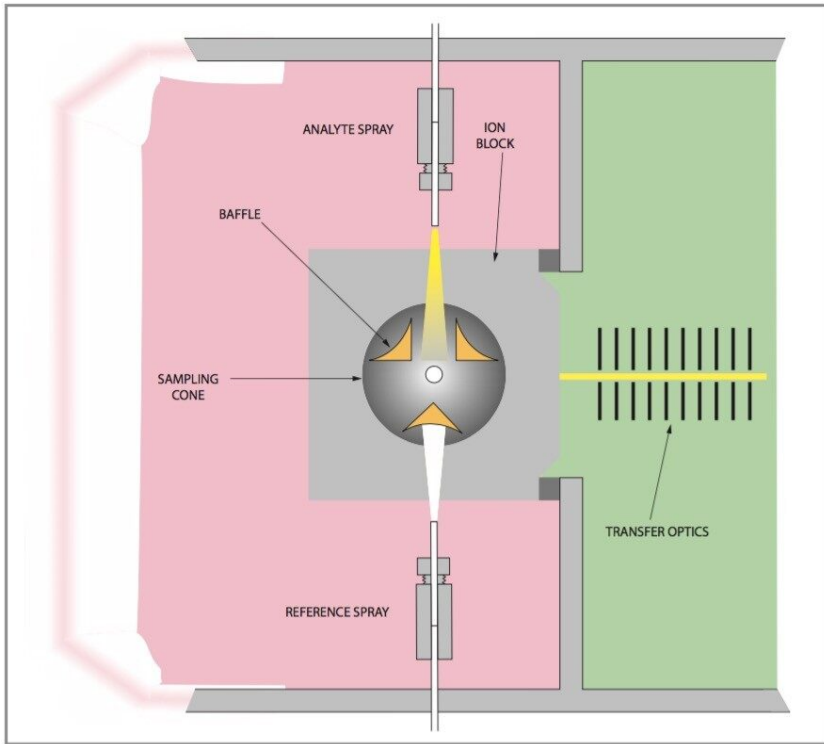 ANALYTE SPRAY
ION
BLOCK
BAFFLE
SAMPLING
CONE
TRANSFER OPTICS
REFERENCE SPRAY